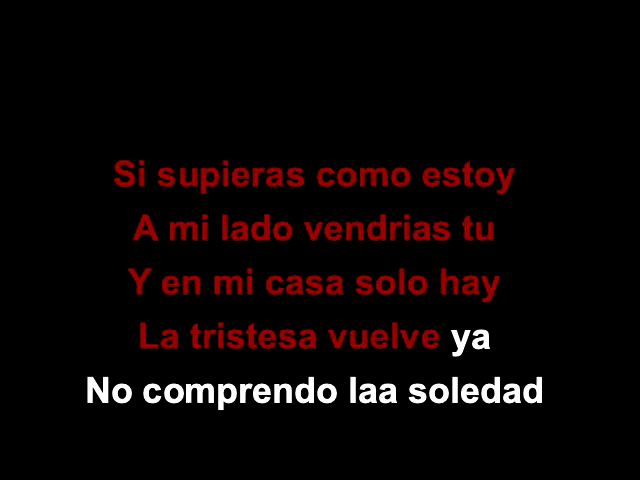 Si supieras como estoy
A mi lado vendrias tu
Y en mi casa solo hay
La tristesa vuelve ya
No comprendo laa soledad